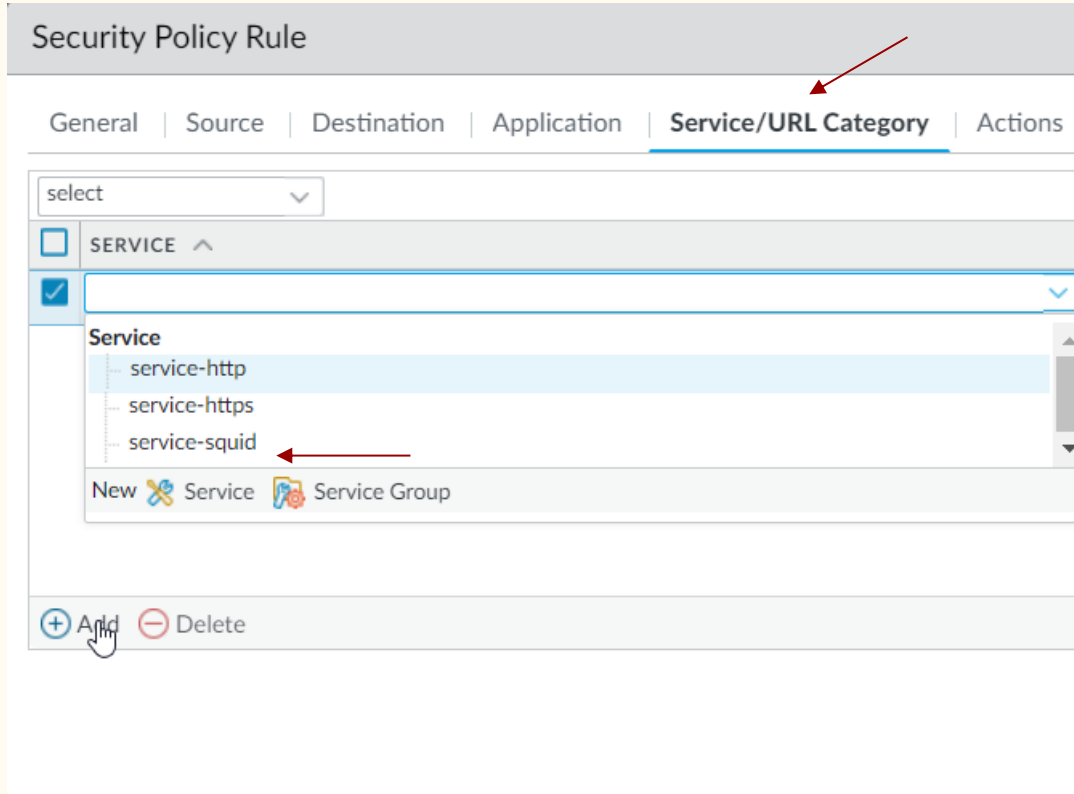 Security Policy Rule
General Source Destination Application Service/URL Category Actions
select
SERVICE
Service
service-http
service-https
service-squid
New Service Service Group
Add Delete